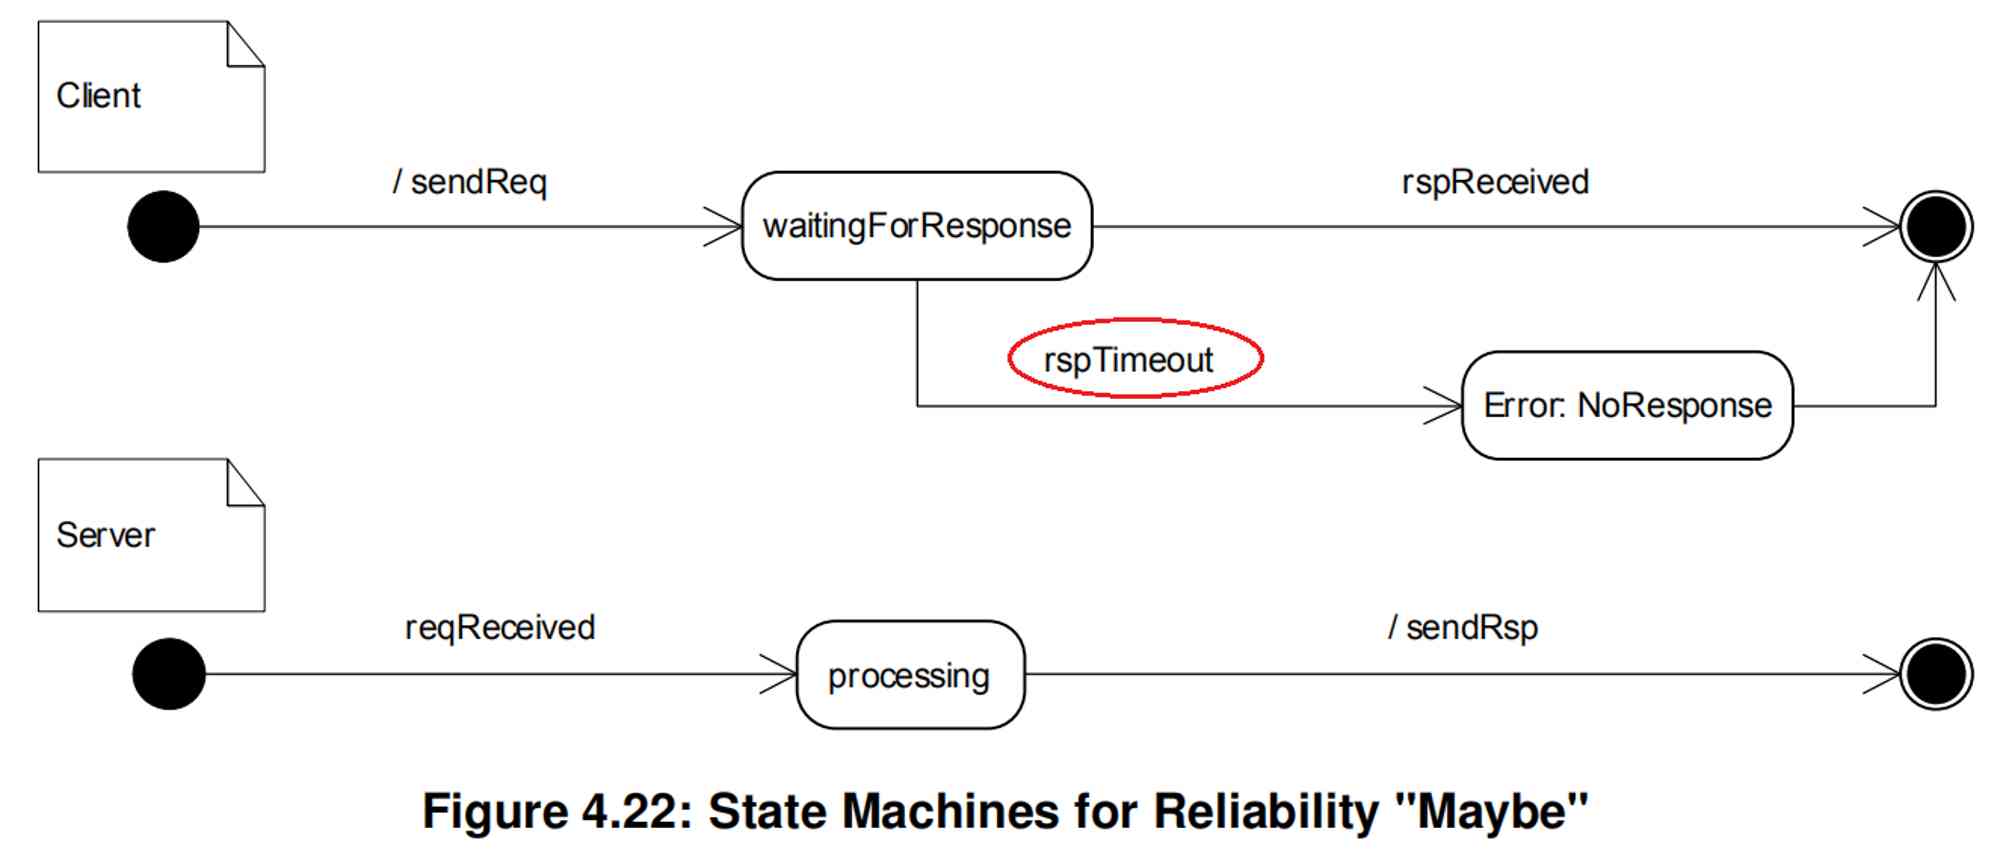 Client
/ sendReq
waitingForResponse
rspReceived
rspTimeout
Error: NoResponse
Server
reqReceived
processing
/ sendRsp
Figure 4.22: State Machines for Reliability "Maybe"